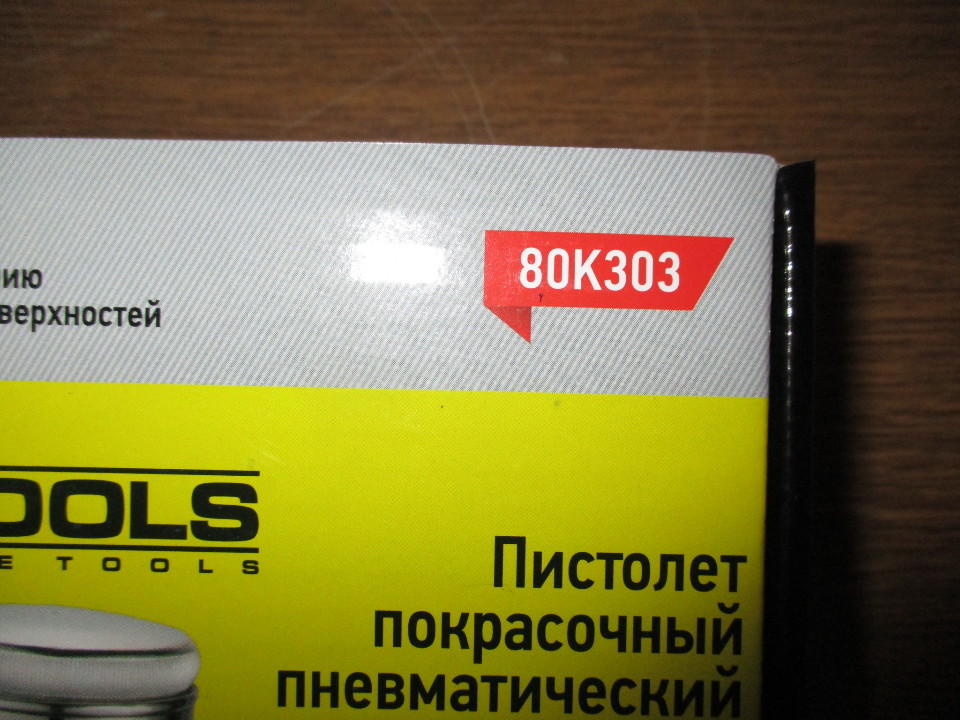 80K303
ию
верхностей
OOLS
E TOOLS
Пистолет
покрасочный
пневматический